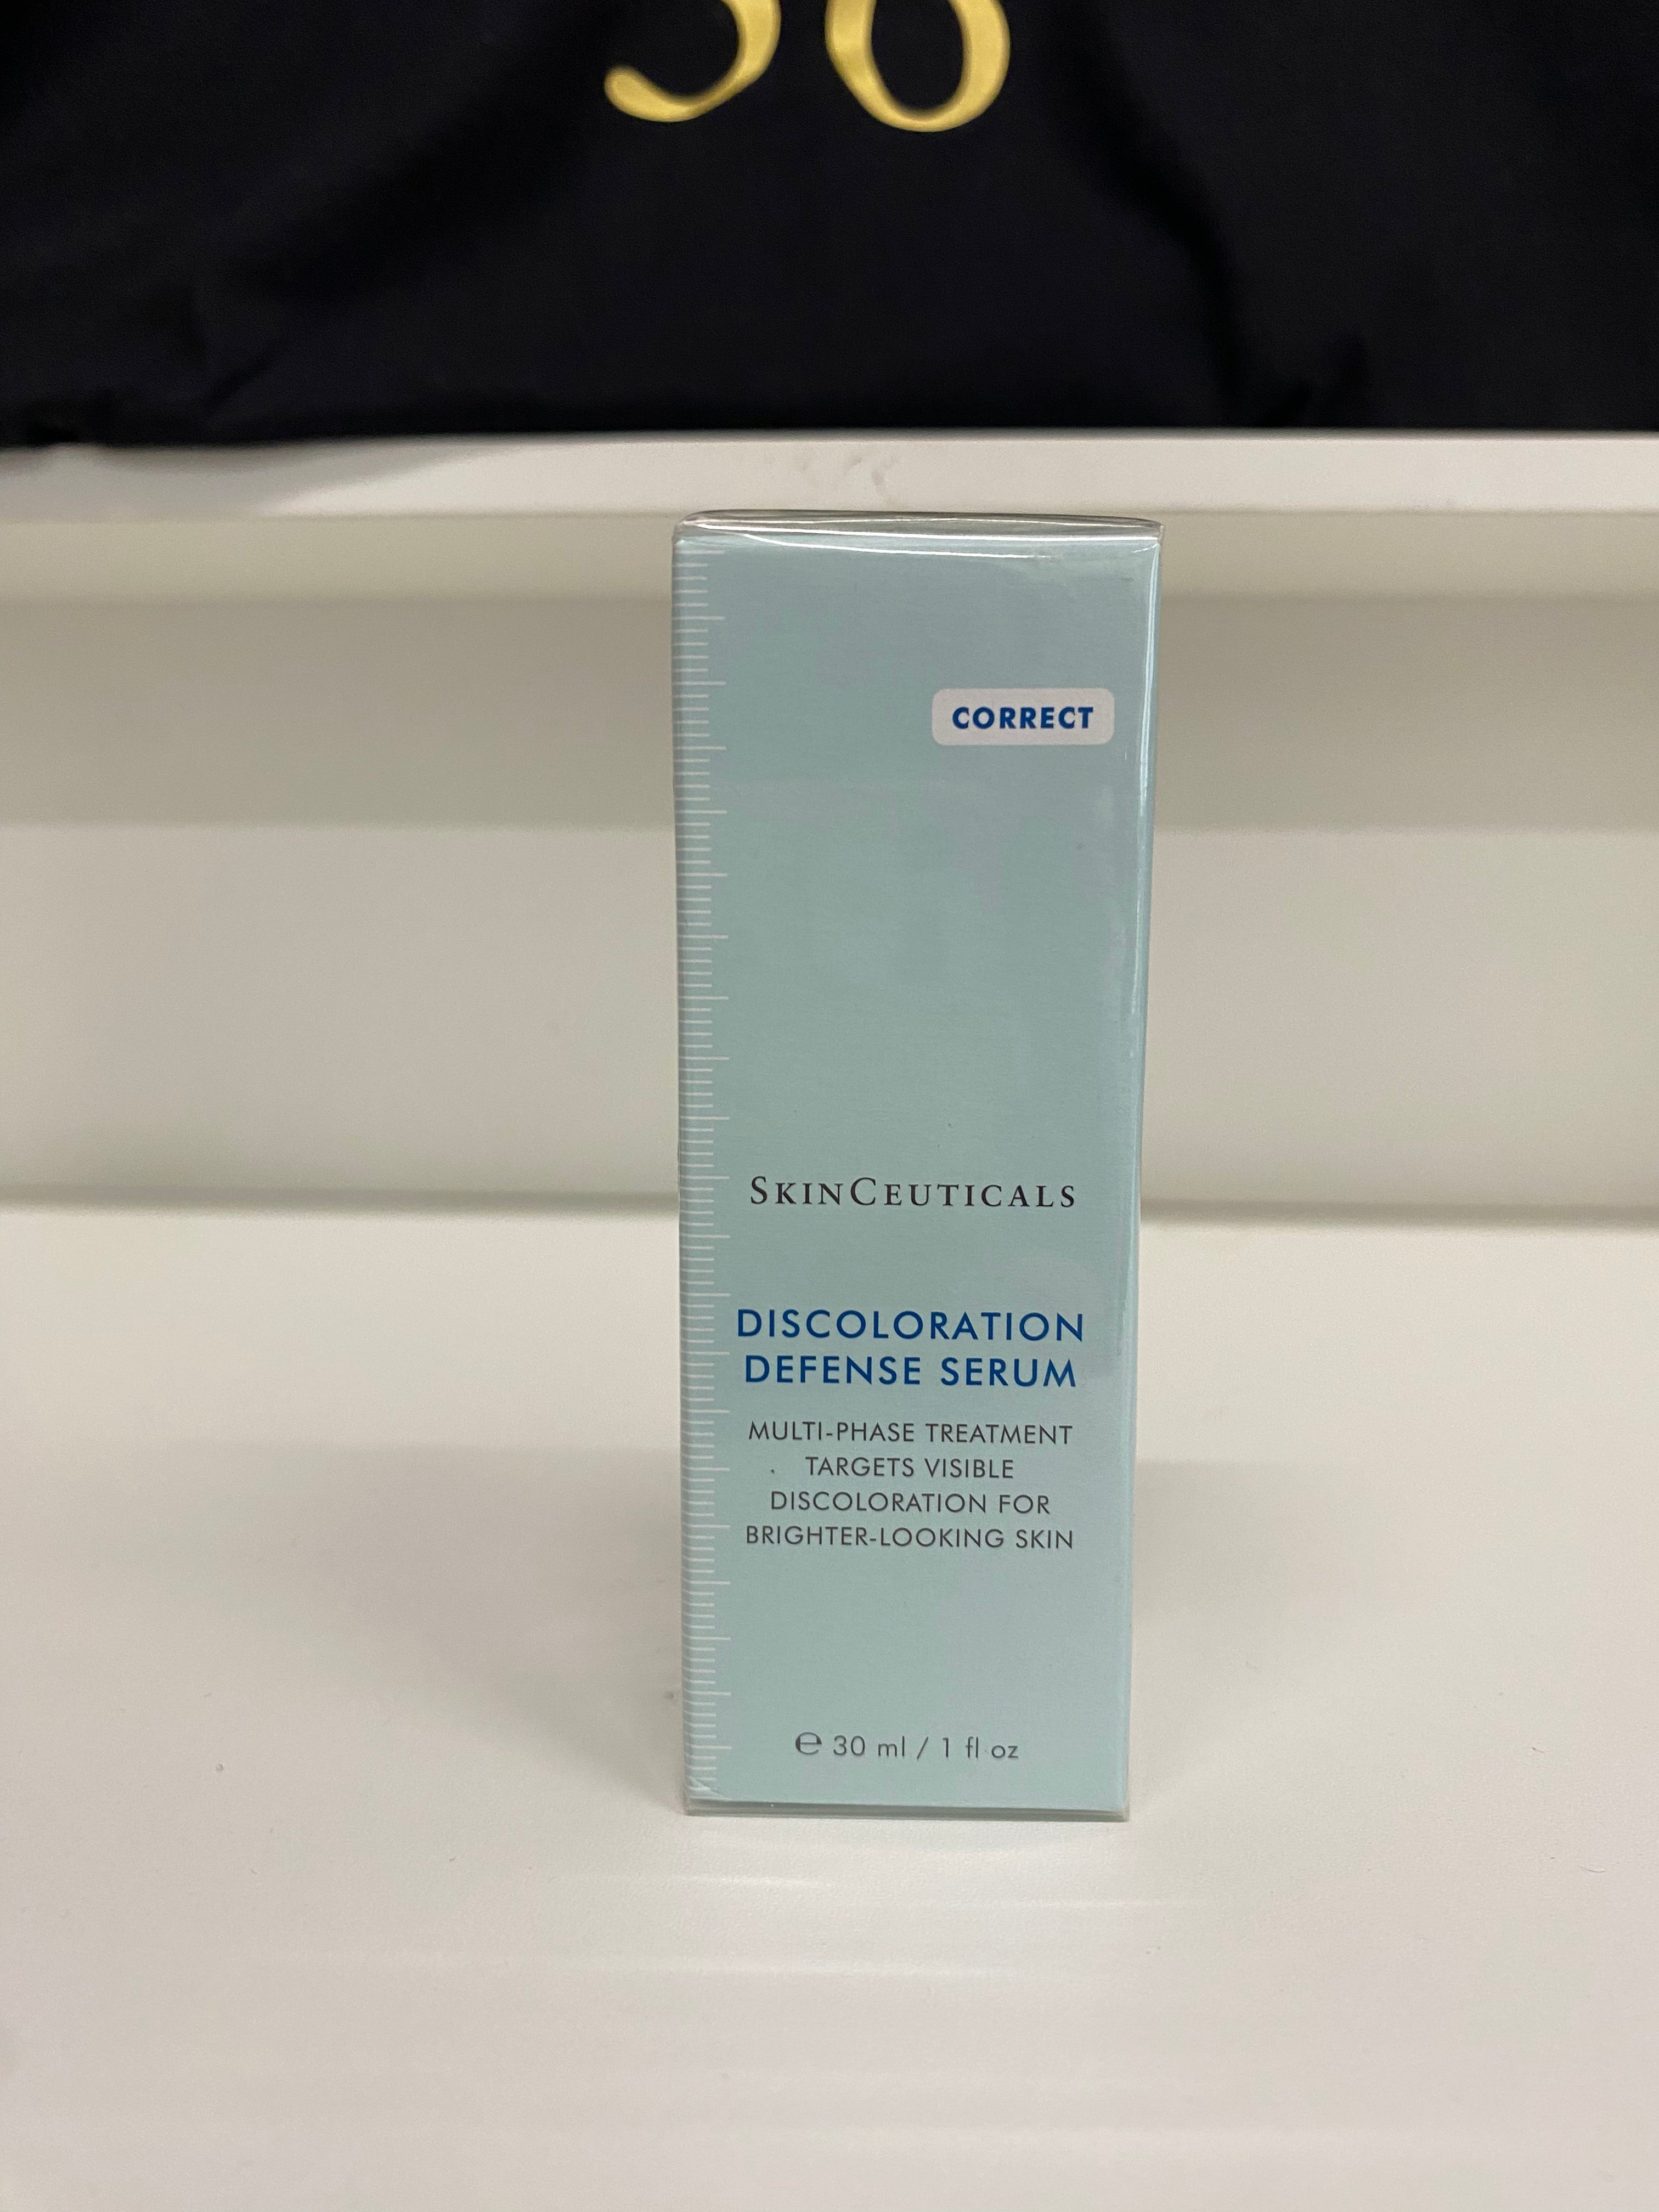 CORRECT
SKINCEUTICALS
DISCOLORATION
DEFENSE SERUM
MULTI-PHASE TREATMENT
TARGETS VISIBLE
DISCOLORATION FOR
BRIGHTER-LOOKING SKIN
℮ 30 ml / 1 fl oz